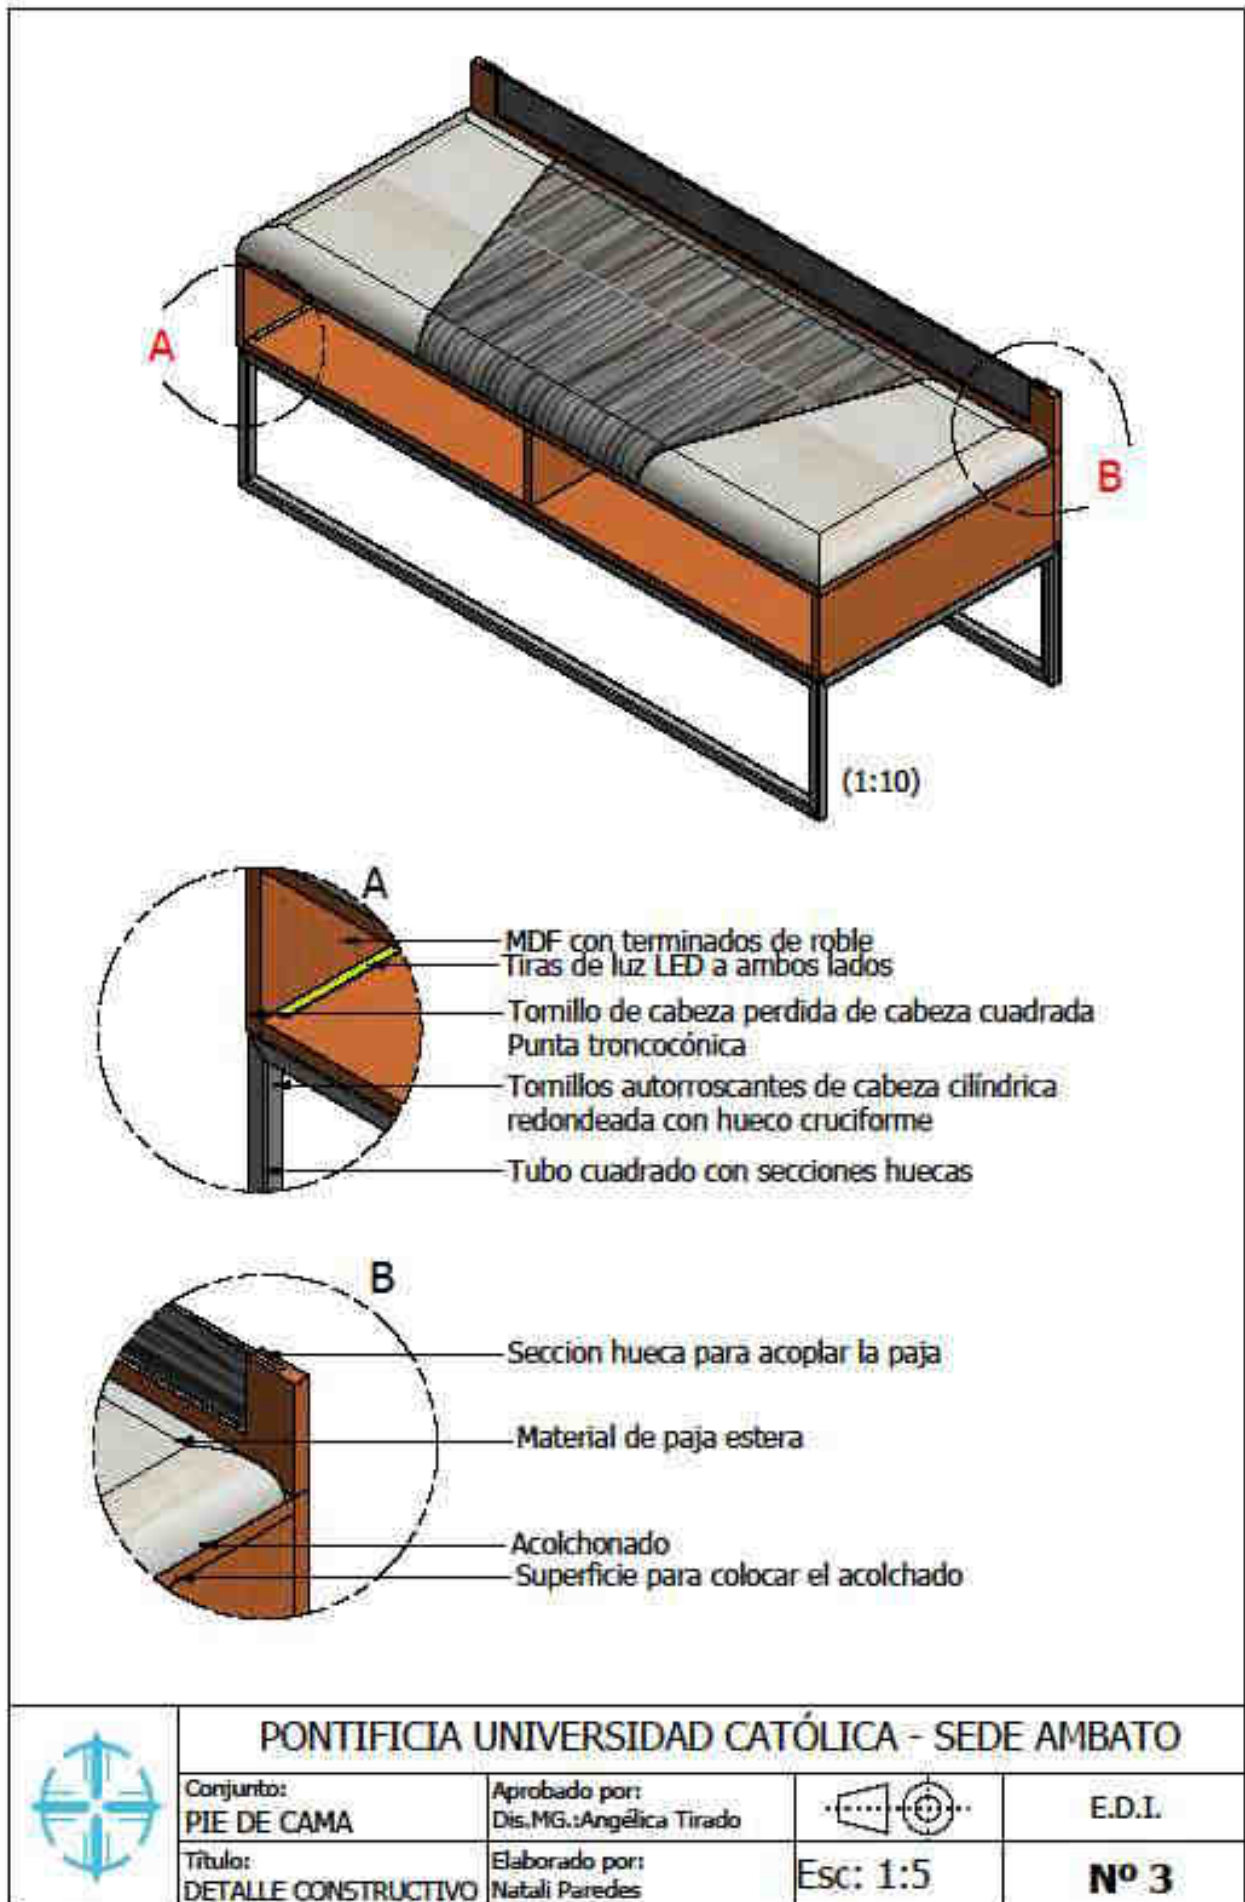 A
B
(1:10)
A
MDF con terminados de roble
Tiras de luz LED a ambos lados
Tornillo de cabeza perdida de cabeza cuadrada
Punta troncocónica
Tornillos autorroscantes de cabeza cilíndrica
redondeada con hueco cruciforme
Tubo cuadrado con secciones huecas
B
Seccion hueca para acoplar la paja
Material de paja estera
Acolchonado
Superficie para colocar el acolchado
PONTIFICIA UNIVERSIDAD CATÓLICA - SEDE AMBATO
Conjunto:
PIE DE CAMA
Aprobado por:
Dis.MG.:Angélica Tirado
E.D.I.
Título:
DETALLE CONSTRUCTIVO
Elaborado por:
Natali Paredes
Esc: 1:5
Nº 3